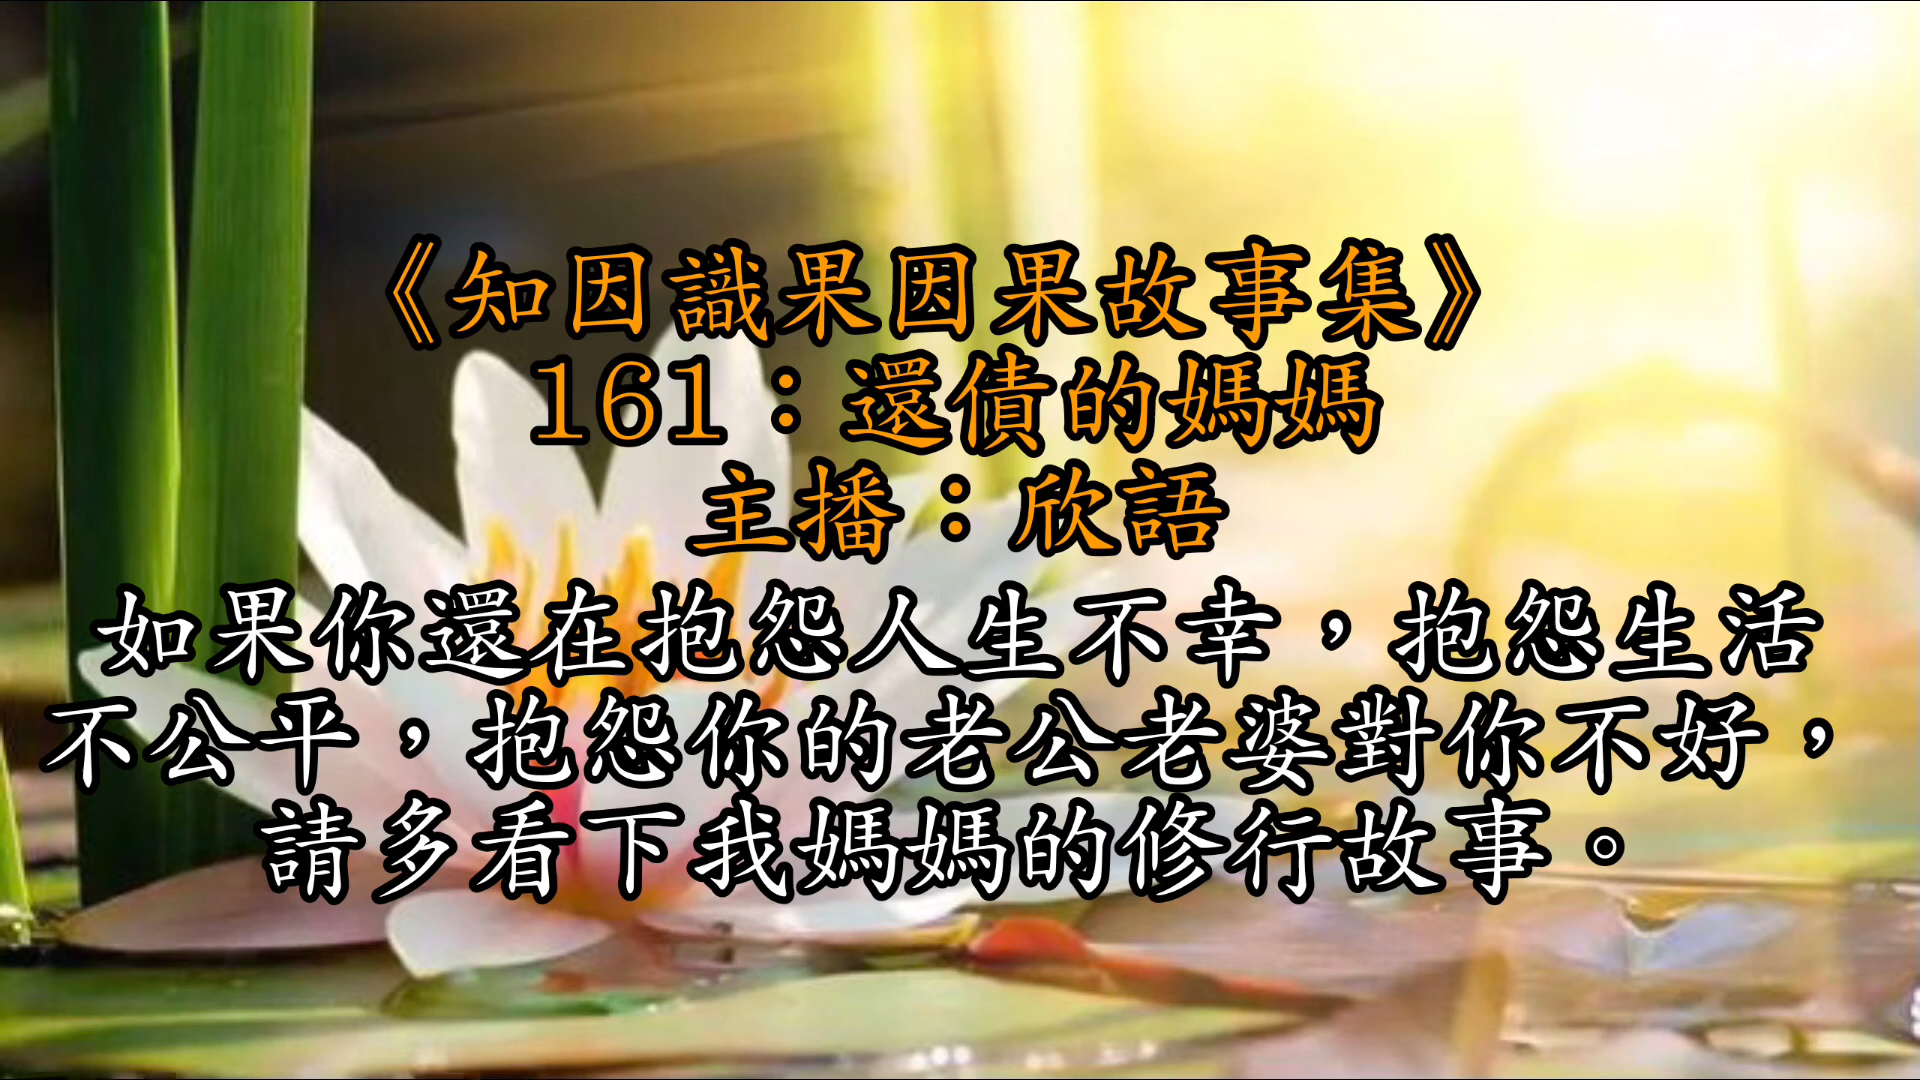 《知因識果因果故事集》
161：還債的媽媽
主播：欣語
如果你還在抱怨人生不幸，抱怨生活
不公平，抱怨你的老公老婆對你不好，
請多看下我媽媽的修行故事。